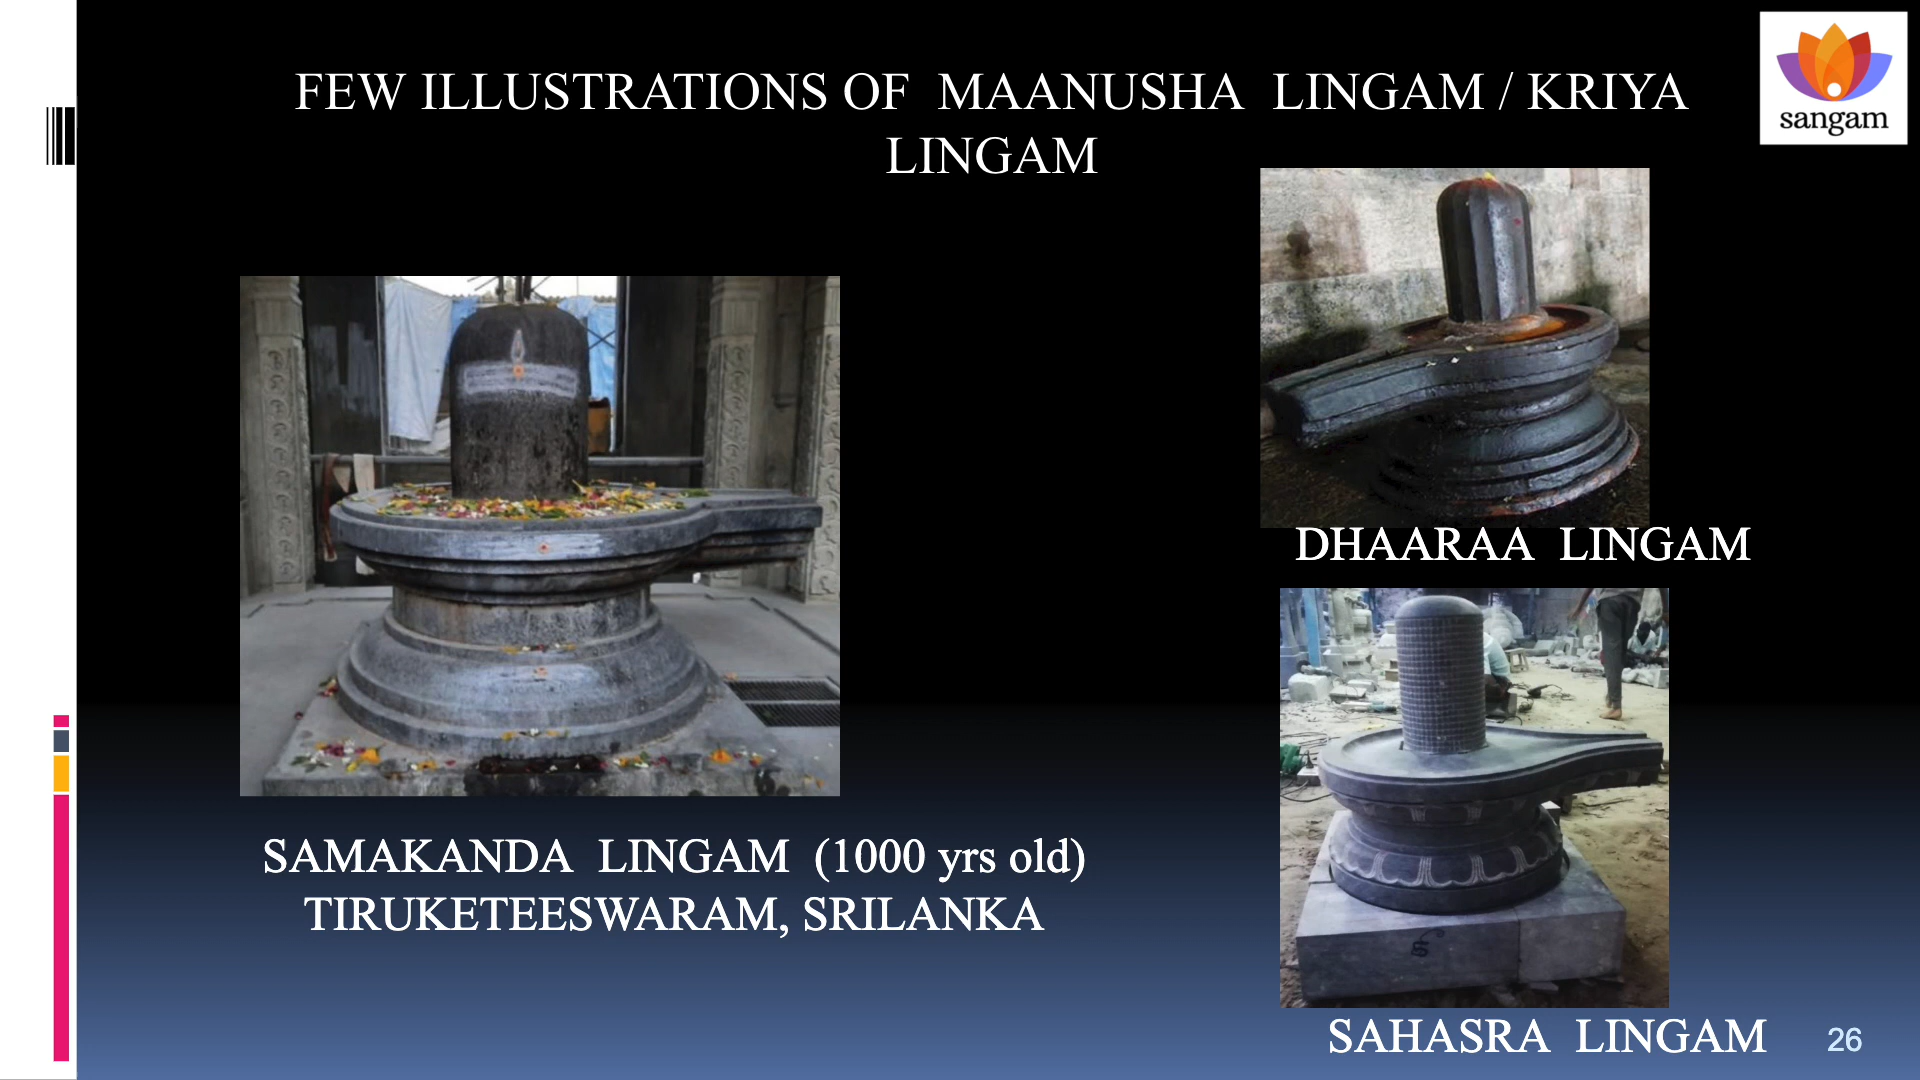 FEW ILLUSTRATIONS OF MAANUSHA LINGAM / KRIYA
LINGAM
sangam
DHAARAA LINGAM
SAMAKANDA LINGAM (1000 yrs old)
TIRUKETEESWARAM, SRILANKA
SAHASRA LINGAM
26